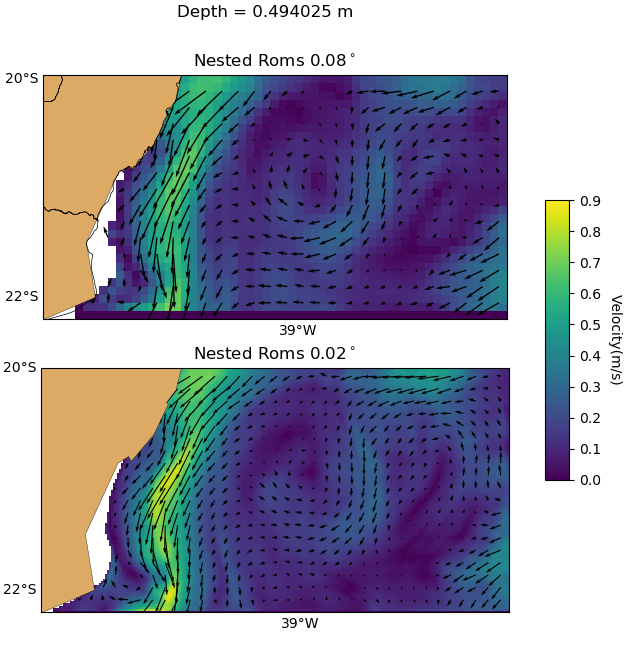 Depth = 0.494025 m
Nested Roms 0.08°
20°S
22°S
39°W
Nested Roms 0.02°
20°S
22°S
39°W
0.9
0.8
0.7
0.6
0.5
0.4
0.3
0.2
0.1
0.0
Velocity(m/s)